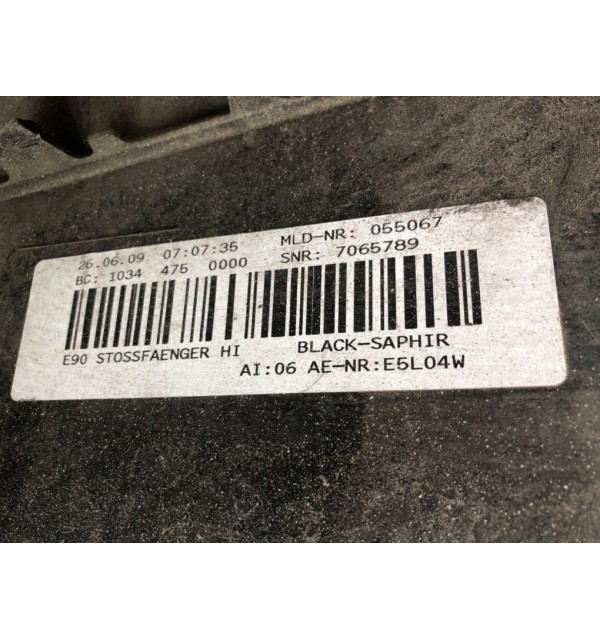 26.06.09 07:07:35 MLD-NR: 055067
BC: 1034 475 0000 SNR: 7065789
E90 STOSSFAENGER HI BLACK-SAPHIR
AI:06 AE-NR:E5L04W